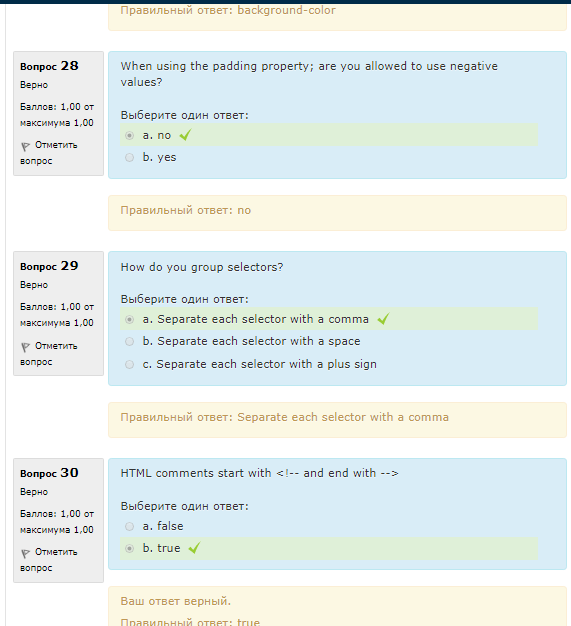 Правильный ответ: background-color
Вопрос 28
Верно
Баллов: 1,00 от
максимума 1,00
Отметить
вопрос
When using the padding property; are you allowed to use negative
values?
Выберите один ответ:
a. no
b. yes
Правильный ответ: no
Вопрос 29
Верно
Баллов: 1,00 от
максимума 1,00
Отметить
вопрос
How do you group selectors?
Выберите один ответ:
a. Separate each selector with a comma
b. Separate each selector with a space
c. Separate each selector with a plus sign
Правильный ответ: Separate each selector with a comma
Вопрос 30
Верно
Баллов: 1,00 от
максимума 1,00
Отметить
вопрос
HTML comments start with <!-- and end with -->
Выберите один ответ:
a. false
b. true
Ваш ответ верный.
Правильный ответ: true